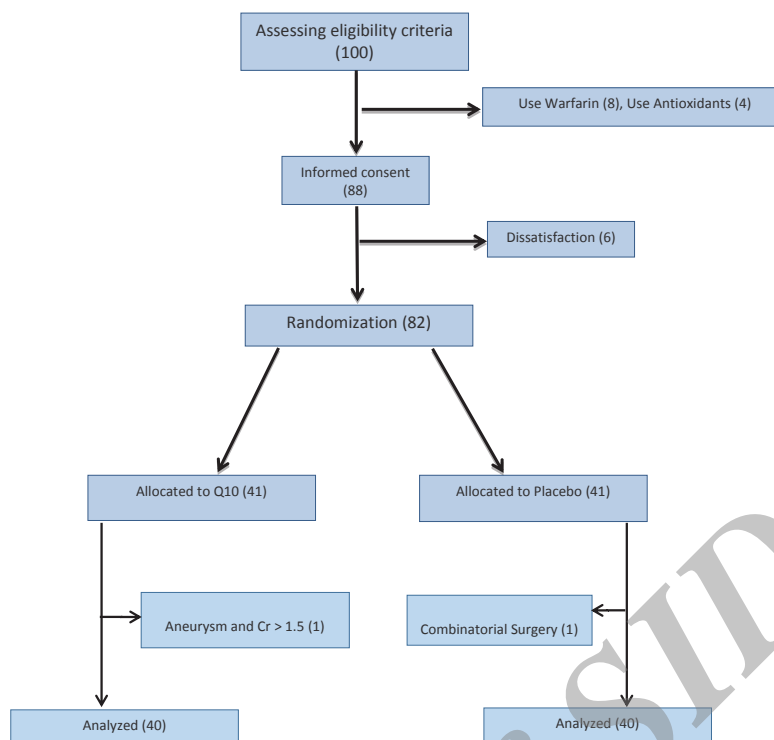 Assessing eligibility criteria
(100)
Use Warfarin (8), Use Antioxidants (4)
Informed consent
(88)
Dissatisfaction (6)
Randomization (82)
Allocated to Q10 (41)
Allocated to Placebo (41)
Aneurysm and Cr > 1.5 (1)
Combinatorial Surgery (1)
Analyzed (40)
Analyzed (40)
SID